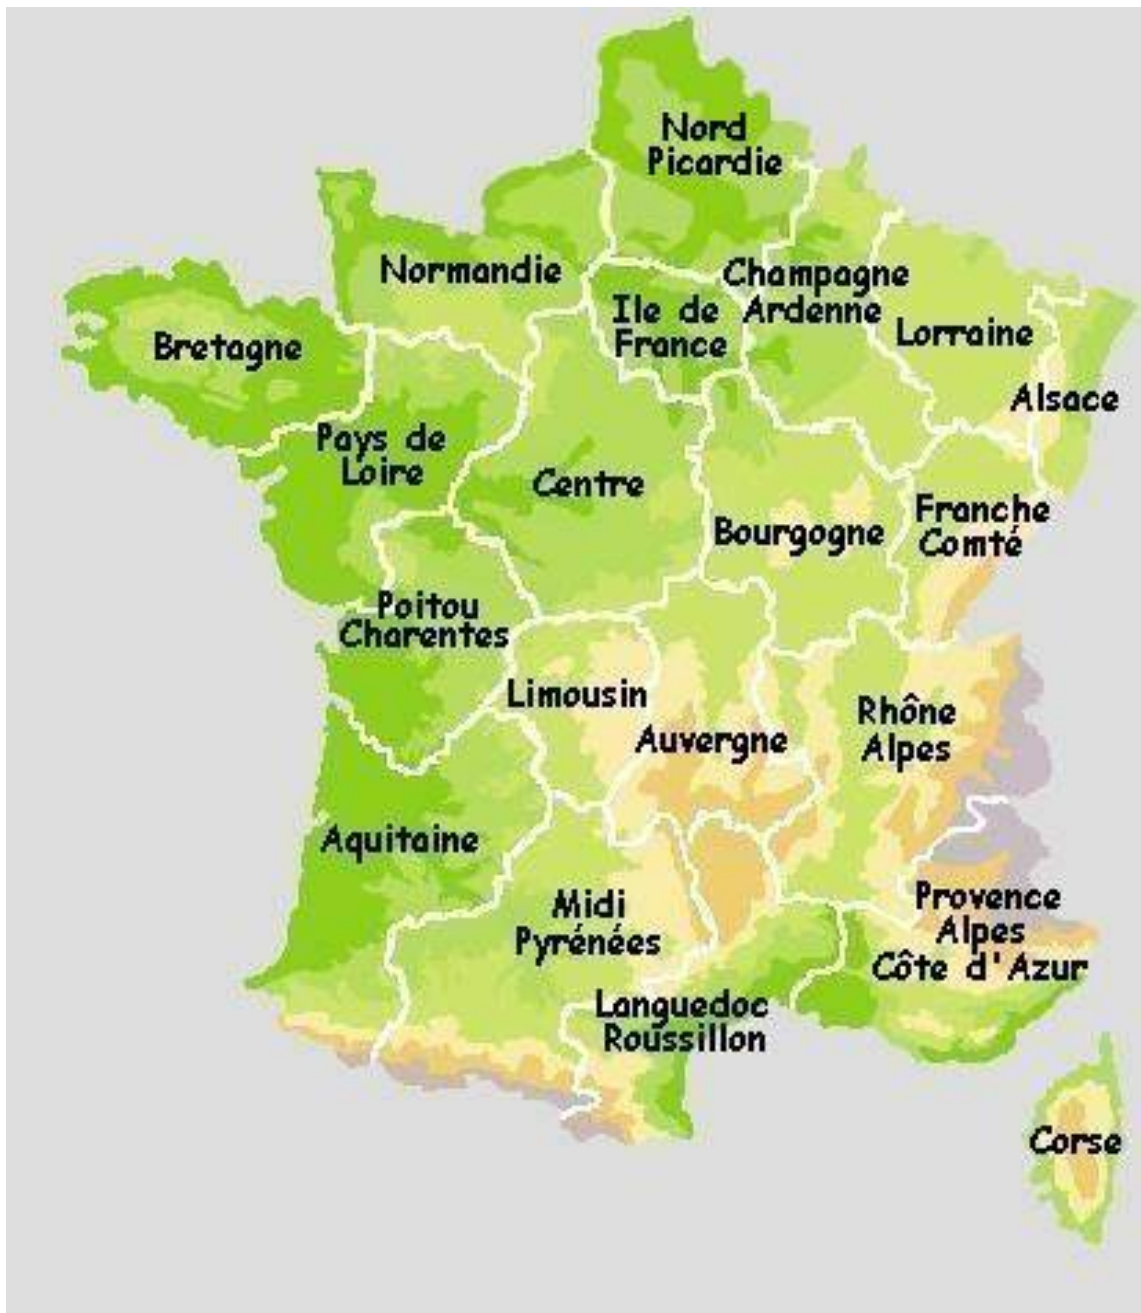 Nord
Picardie
Normandie
Champagne
Ardenne
Ile de
France
Lorraine
Bretagne
Alsace
Pays de
Loire
Centre
Bourgogne
Franche
Comté
Poitou
Charentes
Limousin
Auvergne
Rhône
Alpes
Aquitaine
Midi
Pyrénées
Provence
Alpes
Côte d'Azur
Languedoc
Roussillon
Corse